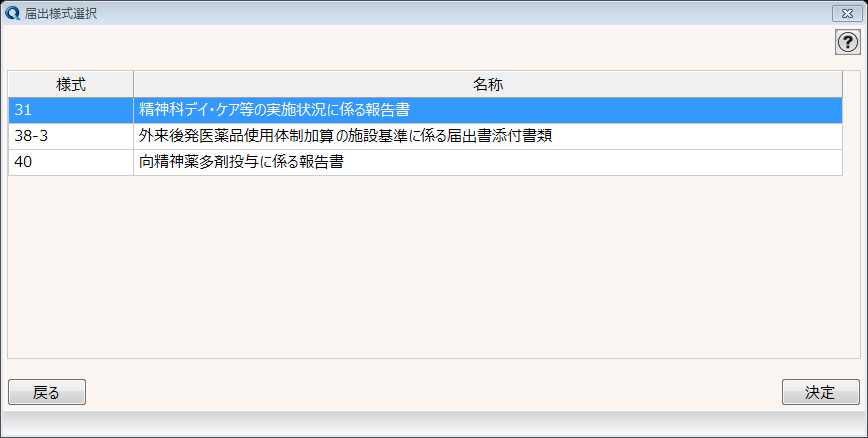 届出様式選択
?
様式 名称
31 精神科デイ・ケア等の実施状況に係る報告書
38-3 外来後発医薬品使用体制加算の施設基準に係る届出書添付書類
40 向精神薬多剤投与に係る報告書
戻る 決定